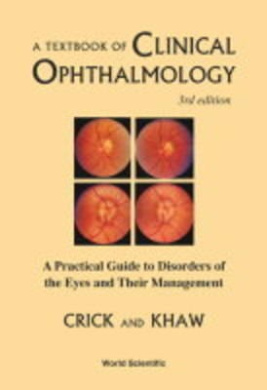 A TEXTBOOK OF CLINICAL
OPHTHALMOLOGY
3rd edition
A Practical Guide to Disorders of
the Eyes and Their Management
CRICK AND KHAW
World Scientific